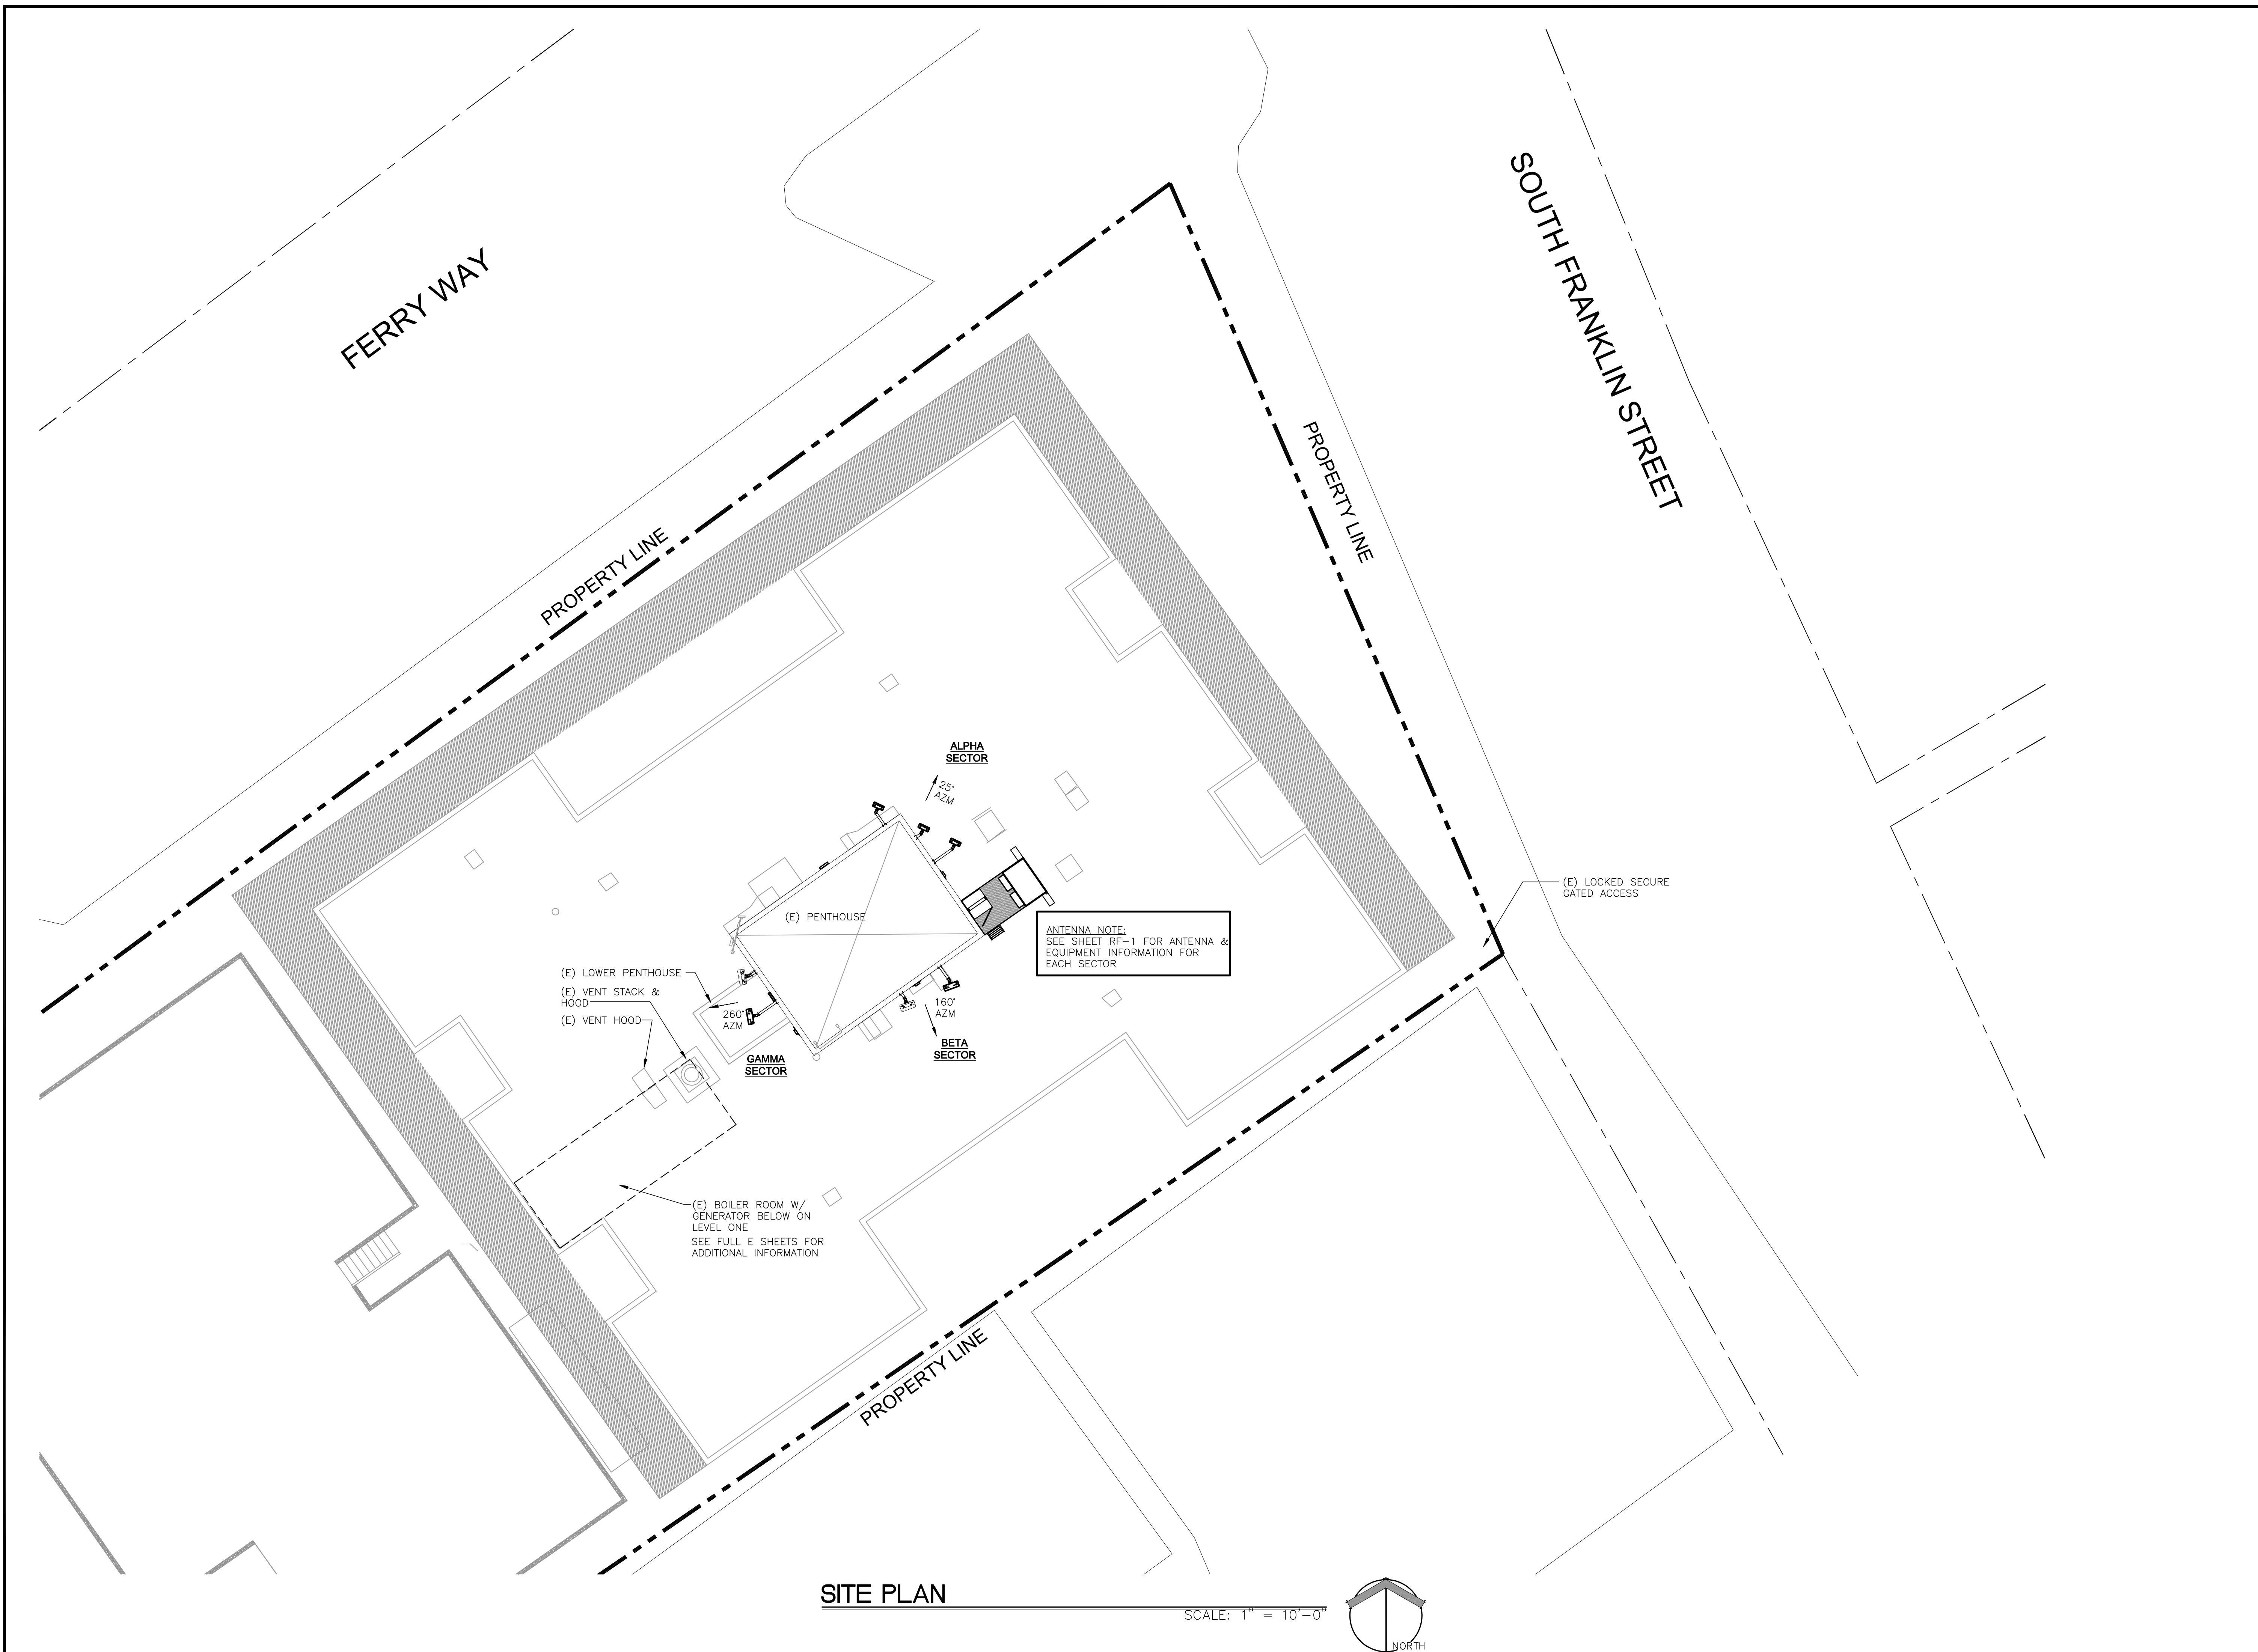 FERRY WAY
SOUTH FRANKLIN STREET
PROPERTY LINE
PROPERTY LINE
ALPHA
SECTOR
25°
AZM
(E) PENTHOUSE
(E) LOCKED SECURE
GATED ACCESS
ANTENNA NOTE:
SEE SHEET RF-1 FOR ANTENNA &
EQUIPMENT INFORMATION FOR
EACH SECTOR
(E) LOWER PENTHOUSE
(E) VENT STACK &
HOOD
(E) VENT HOOD
260°
AZM
GAMMA
SECTOR
160°
AZM
BETA
SECTOR
(E) BOILER ROOM W/
GENERATOR BELOW ON
LEVEL ONE
SEE FULL E SHEETS FOR
ADDITIONAL INFORMATION
PROPERTY LINE
SITE PLAN
SCALE: 1" = 10'-0"
NORTH